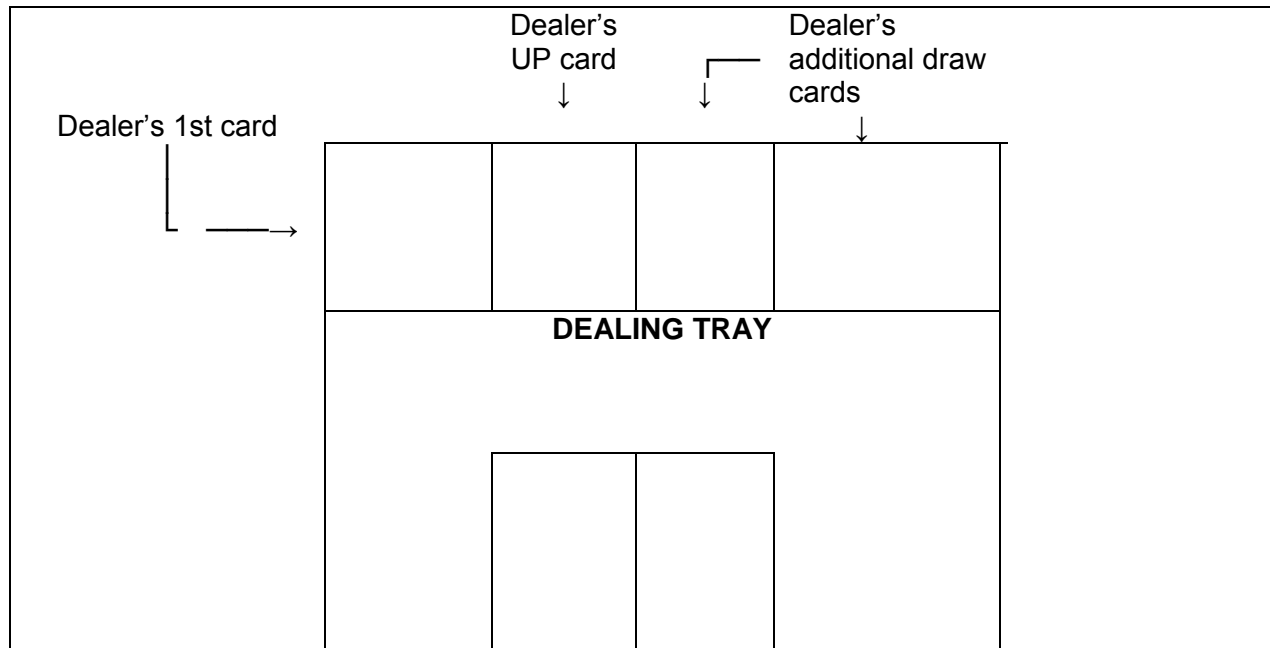 Dealer’s
UP card
↓
Dealer’s
additional draw
cards
↓
↓
Dealer’s 1st card
→
DEALING TRAY